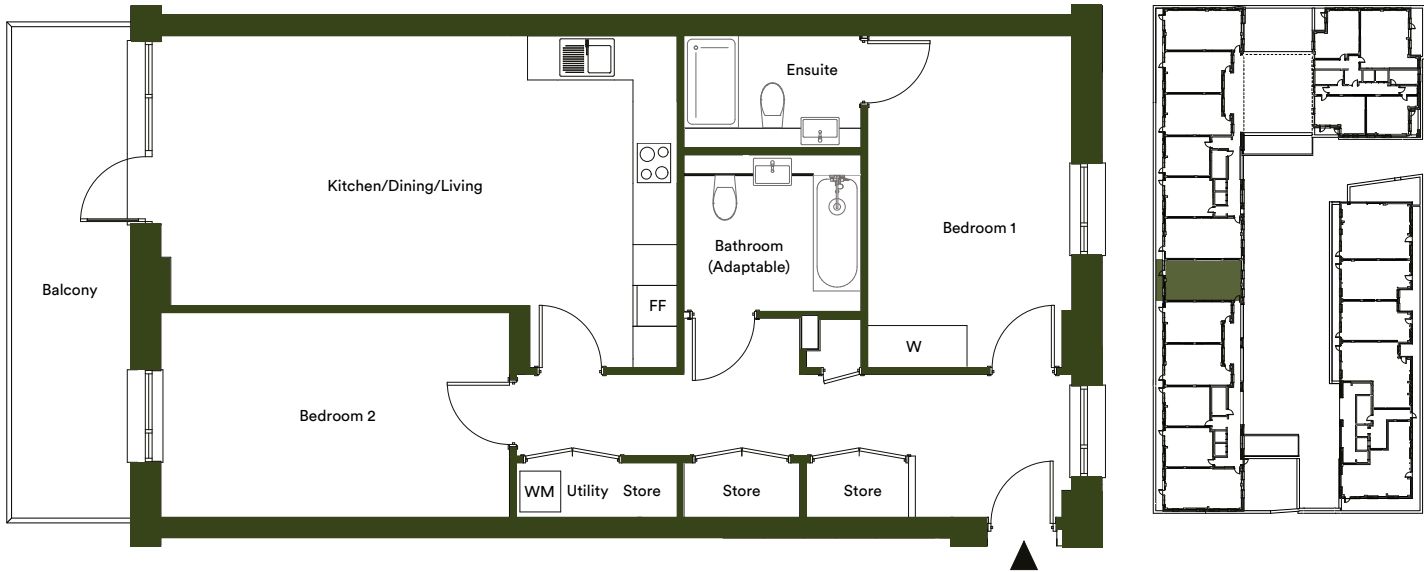 Ensuite
Kitchen/Dining/Living
Bedroom 1
Bathroom
(Adaptable)
Balcony
FF
W
Bedroom 2
WM
Utility
Store
Store
Store